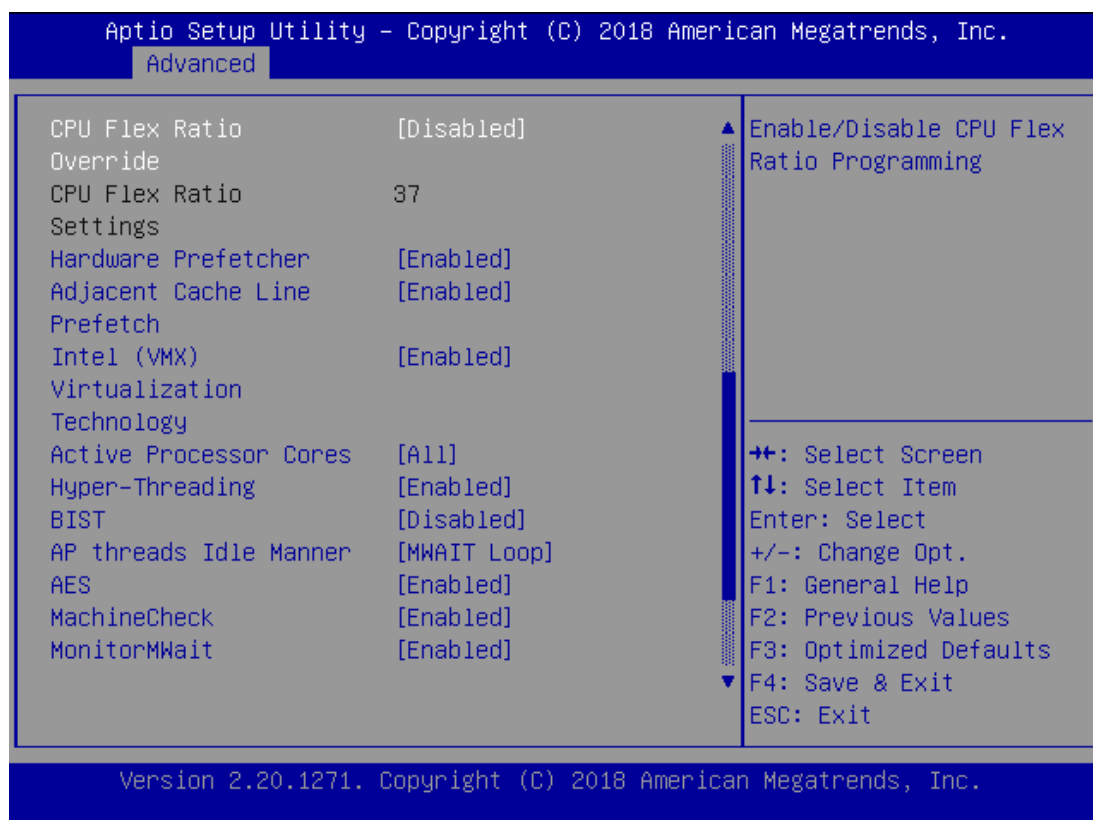 Aptio Setup Utility – Copyright (C) 2018 American Megatrends, Inc.
Advanced
CPU Flex Ratio [Disabled]
Override
CPU Flex Ratio 37
Settings
Hardware Prefetcher [Enabled]
Adjacent Cache Line [Enabled]
Prefetch
Intel (VMX) [Enabled]
Virtualization
Technology
Active Processor Cores [All]
Hyper-Threading [Enabled]
BIST [Disabled]
AP threads Idle Manner [MWAIT Loop]
AES [Enabled]
MachineCheck [Enabled]
MonitorMWait [Enabled]
Enable/Disable CPU Flex
Ratio Programming
→←: Select Screen
↑↓: Select Item
Enter: Select
+/-: Change Opt.
F1: General Help
F2: Previous Values
F3: Optimized Defaults
F4: Save & Exit
ESC: Exit
Version 2.20.1271. Copyright (C) 2018 American Megatrends, Inc.